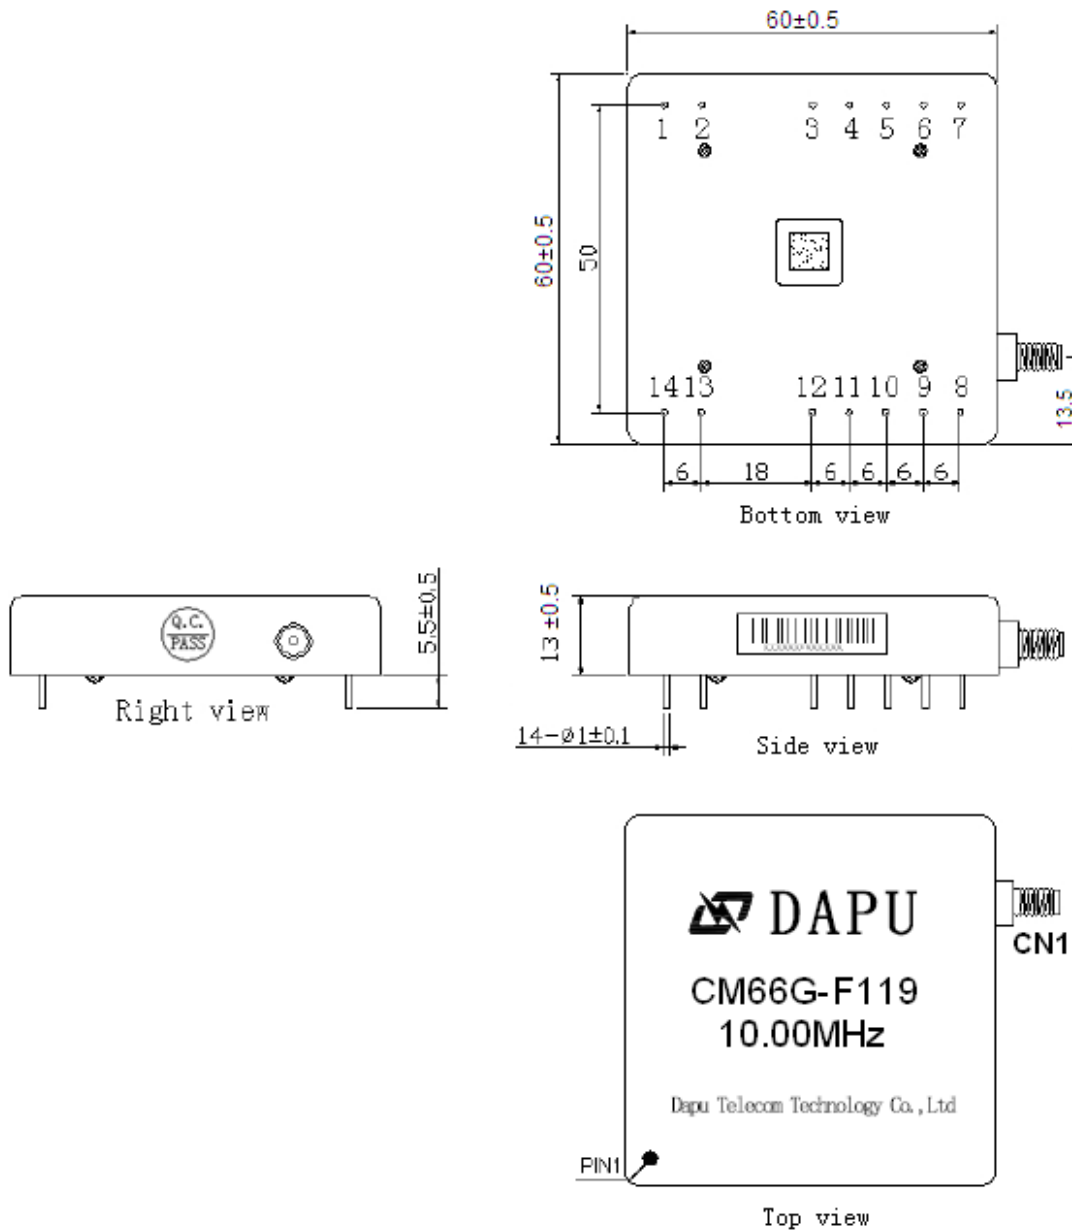 60±0.5
1 2 3 4 5 6 7
60±0.5
50
14 13 12 11 10 9 8
13.5
6 18 6 6 6 6
Bottom view
Q.C.
PASS
5.5±0.5
Right view
13±0.5
14-Ø1±0.1
Side view
DAPU
CN1
CM66G-F119
10.00MHz
Dapu Telecom Technology Co.,Ltd
PIN1
Top view